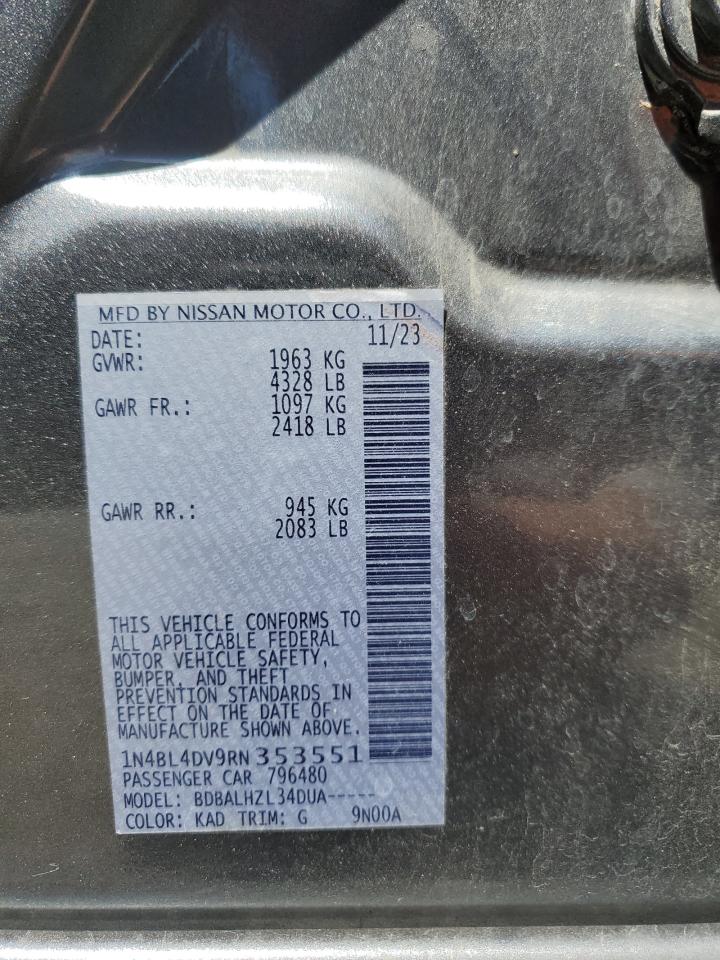 MFD BY NISSAN MOTOR CO., LTD.
DATE: 11/23
GVWR: 1963 KG
4328 LB
GAWR FR.: 1097 KG
2418 LB
GAWR RR.: 945 KG
2083 LB
THIS VEHICLE CONFORMS TO
ALL APPLICABLE FEDERAL
MOTOR VEHICLE SAFETY,
BUMPER, AND THEFT
PREVENTION STANDARDS IN
EFFECT ON THE DATE OF
MANUFACTURE SHOWN ABOVE.
1N4BL4DV9RN353551
PASSENGER CAR 796480
MODEL: BDBALHZL34DUA-----
COLOR: KAD TRIM: G 9N00A